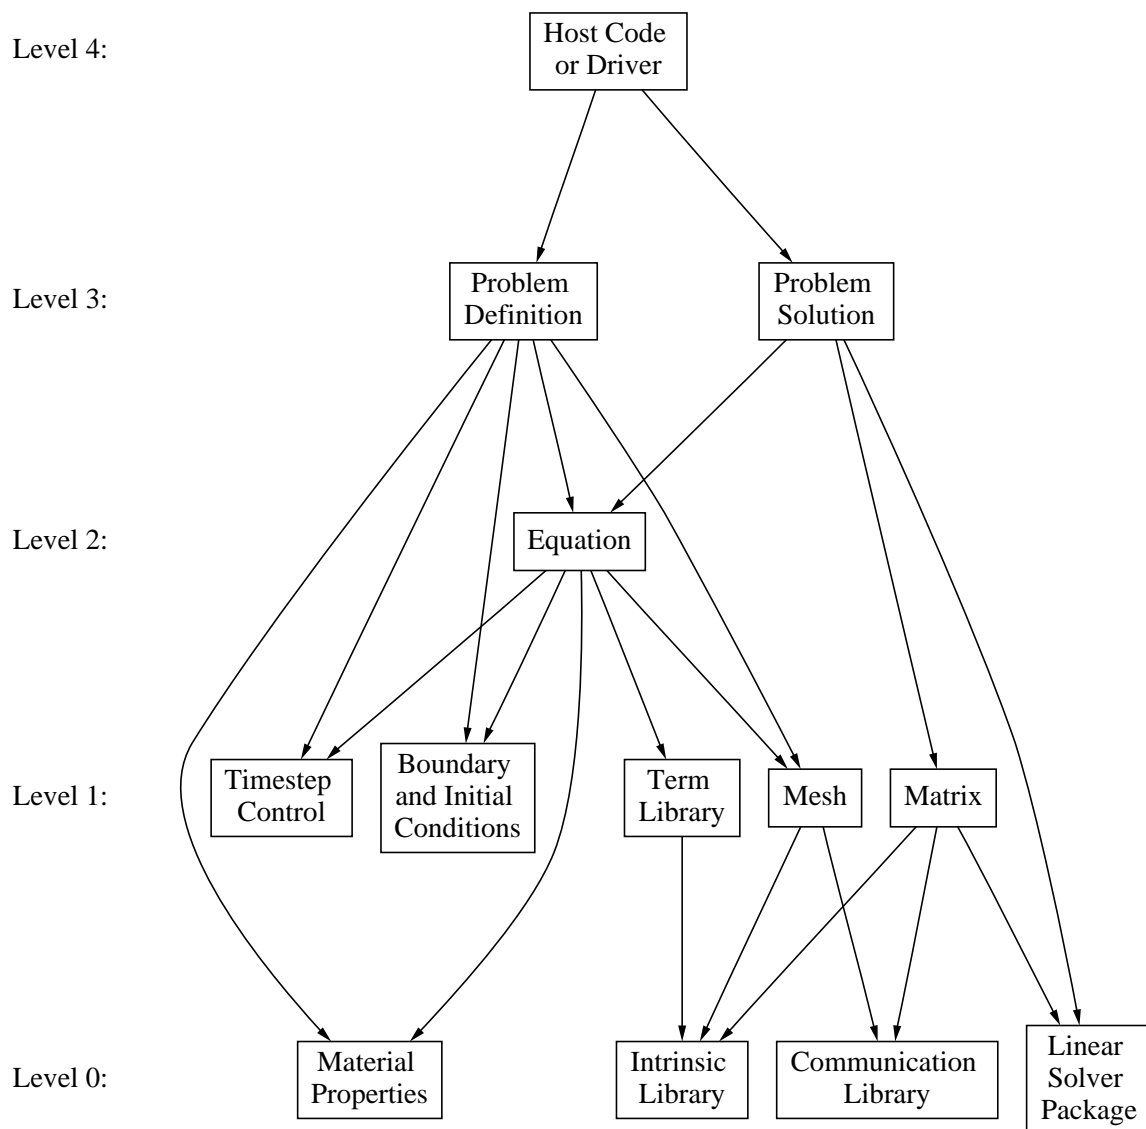 Level 4:
Host Code
or Driver
Level 3:
Problem
Definition
Problem
Solution
Level 2:
Equation
Level 1:
Timestep
Control
Boundary
and Initial
Conditions
Term
Library
Mesh
Matrix
Level 0:
Material
Properties
Intrinsic
Library
Communication
Library
Linear
Solver
Package